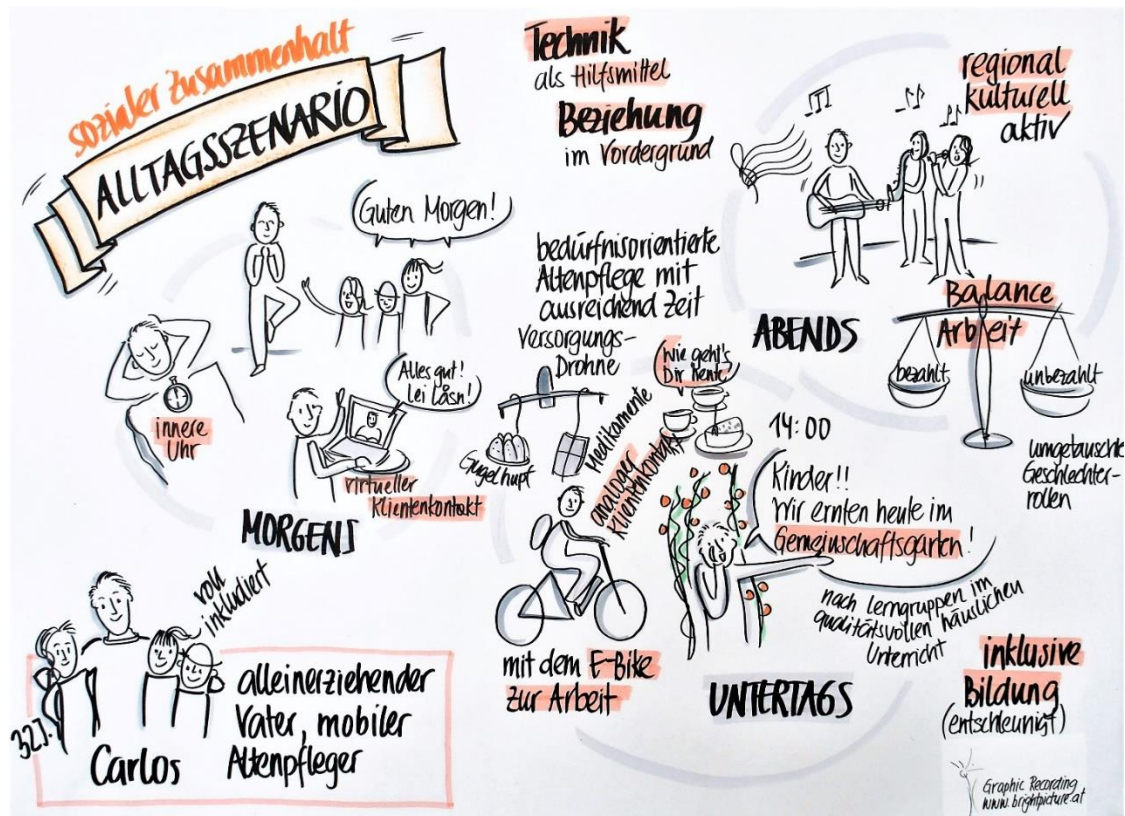 sozialer Zusammenhalt
ALLTAGSSZENARIO
Guten Morgen!
innere
Uhr
Alles gut!
lei låsn!
virtueller
Klientenkontakt
MORGENS
Technik
als Hilfsmittel
Beziehung
im Vordergrund
bedürfnisorientierte
Altenpflege mit
ausreichend Zeit
Versorgungs-
Drohne
Gugelhupf
Medikamente
analoger
Klientenkontakt
Wie geht's
Dir heute?
mit dem E-Bike
zur Arbeit
14:00
Kinder!!
Wir ernten heute im
Gemeinschaftsgarten!
nach Lerngruppen im
qualitätsvollen häuslichen
Unterricht
UNTERTAGS
inklusive
Bildung
(entschleunigt)
regional
kulturell
aktiv
ABENDS
Balance
Arbeit
bezahlt
unbezahlt
umgetauschte
Geschlechter-
rollen
voll
inkludiert
32J.
Carlos
alleinerziehender
Vater, mobiler
Altenpfleger
Graphic Recording
www.brightpicture.at